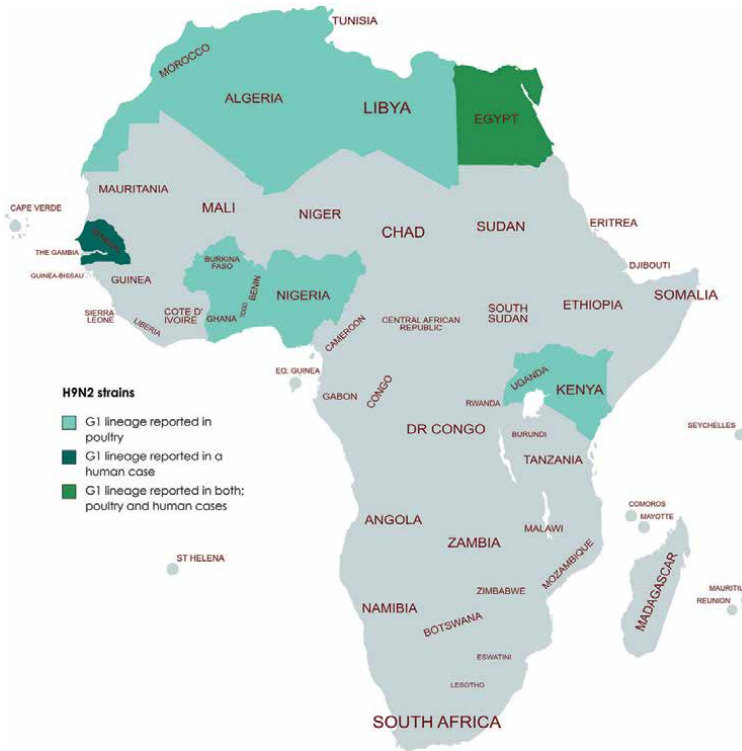 TUNISIA
MOROCCO
ALGERIA
LIBYA
EGYPT
MAURITANIA
MALI
NIGER
CHAD
SUDAN
ERITREA
CAPE VERDE
SENEGAL
THE GAMBIA
GUINEA-BISSAU
GUINEA
BURKINA
FASO
BENIN
NIGERIA
DJIBOUTI
SIERRA
LEONE
LIBERIA
COTE D'
IVOIRE
GHANA
TOGO
CAMEROON
CENTRAL AFRICAN
REPUBLIC
SOUTH
SUDAN
ETHIOPIA
SOMALIA
EQ. GUINEA
GABON
CONGO
UGANDA
KENYA
RWANDA
DR CONGO
BURUNDI
TANZANIA
SEYCHELLES
H9N2 strains
G1 lineage reported in
poultry
G1 lineage reported in a
human case
G1 lineage reported in both;
poultry and human cases
ANGOLA
ZAMBIA
MALAWI
COMOROS
MAYOTTE
MOZAMBIQUE
ST HELENA
ZIMBABWE
MADAGASCAR
MAURITIU
REUNION
NAMIBIA
BOTSWANA
ESWATINI
LESOTHO
SOUTH AFRICA